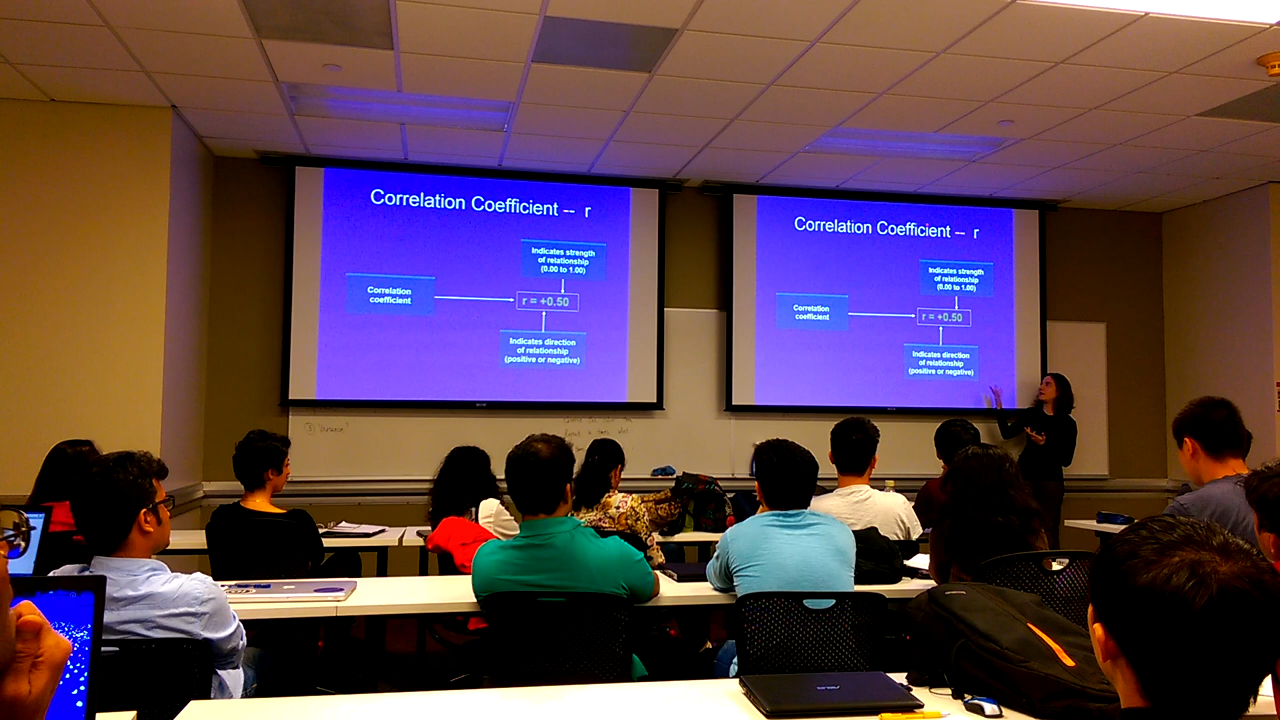 Correlation Coefficient -- r
Indicates strength
of relationship
(0.00 to 1.00)
Correlation
coefficient
r = +0.50
Indicates direction
of relationship
(positive or negative)
Correlation Coefficient -- r
Indicates strength
of relationship
(0.00 to 1.00)
Correlation
coefficient
r = +0.50
Indicates direction
of relationship
(positive or negative)
ASUS